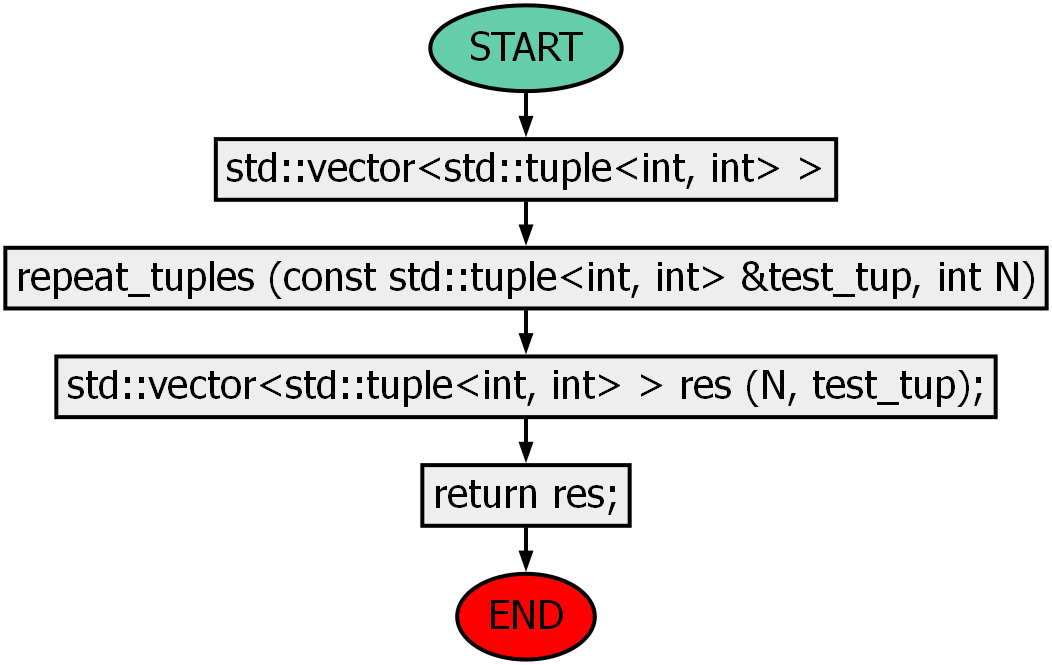 START
std::vector<std::tuple<int, int> >
repeat_tuples (const std::tuple<int, int> &test_tup, int N)
std::vector<std::tuple<int, int> > res (N, test_tup);
return res;
END